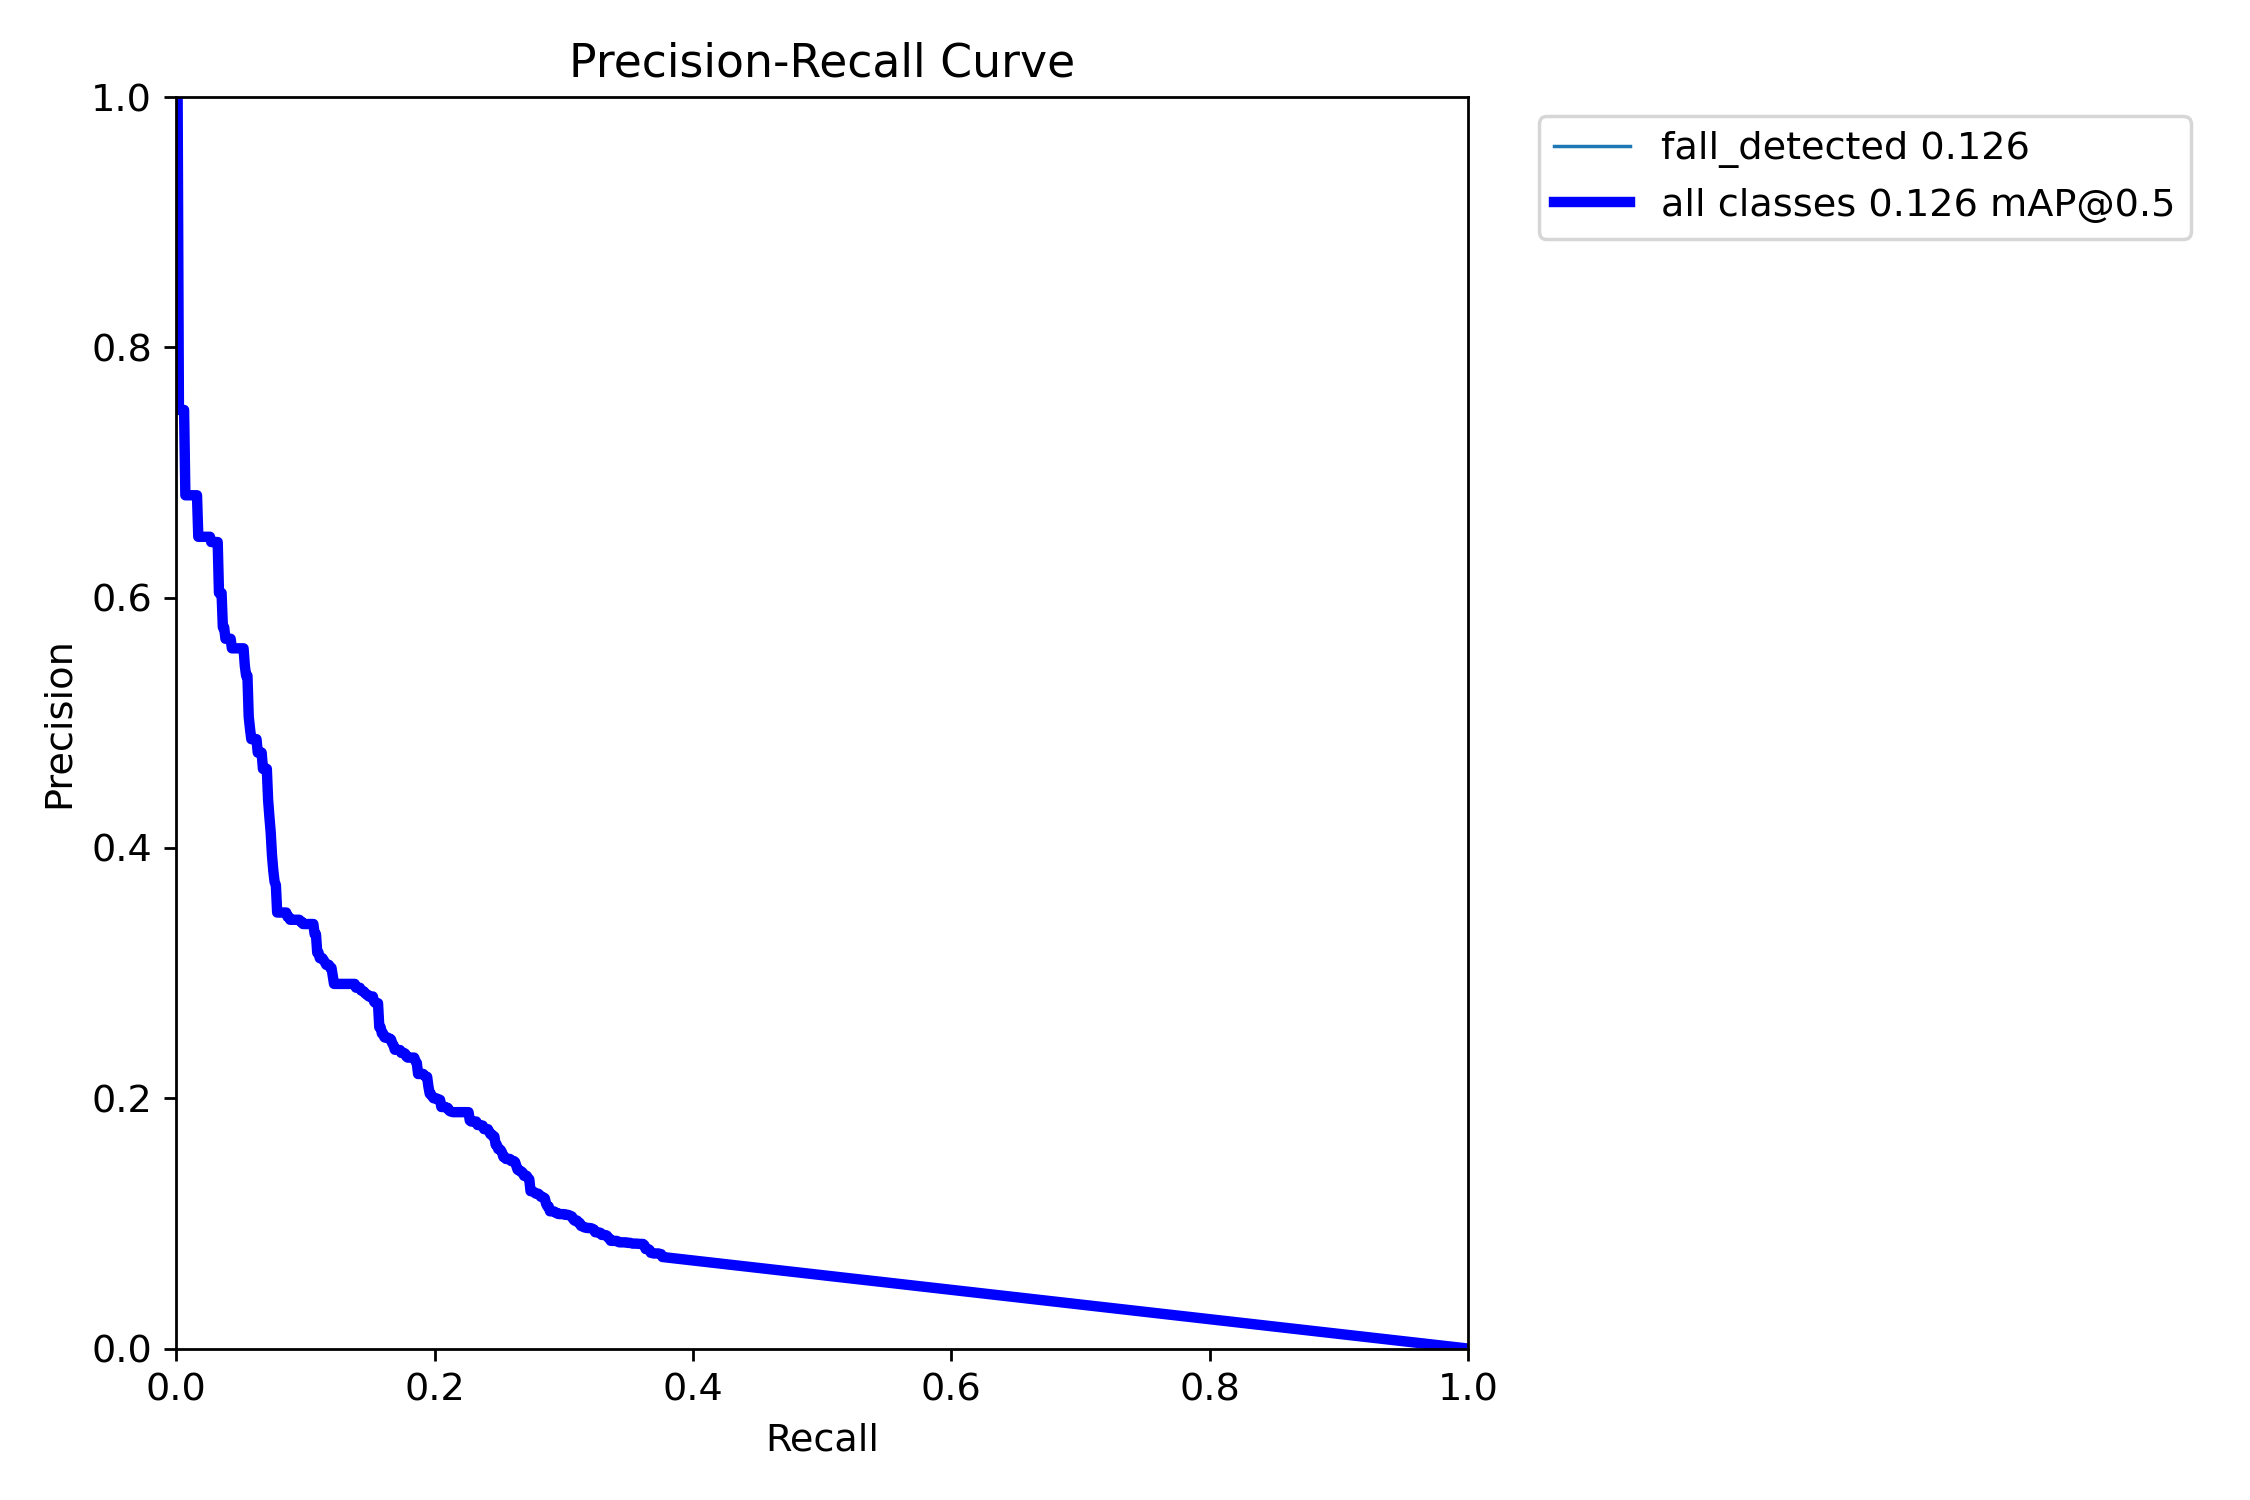 Precision-Recall Curve
1.0
0.8
0.6
0.4
0.2
0.0
Precision
0.0 0.2 0.4 0.6 0.8 1.0
Recall
fall_detected 0.126
all classes 0.126 mAP@0.5